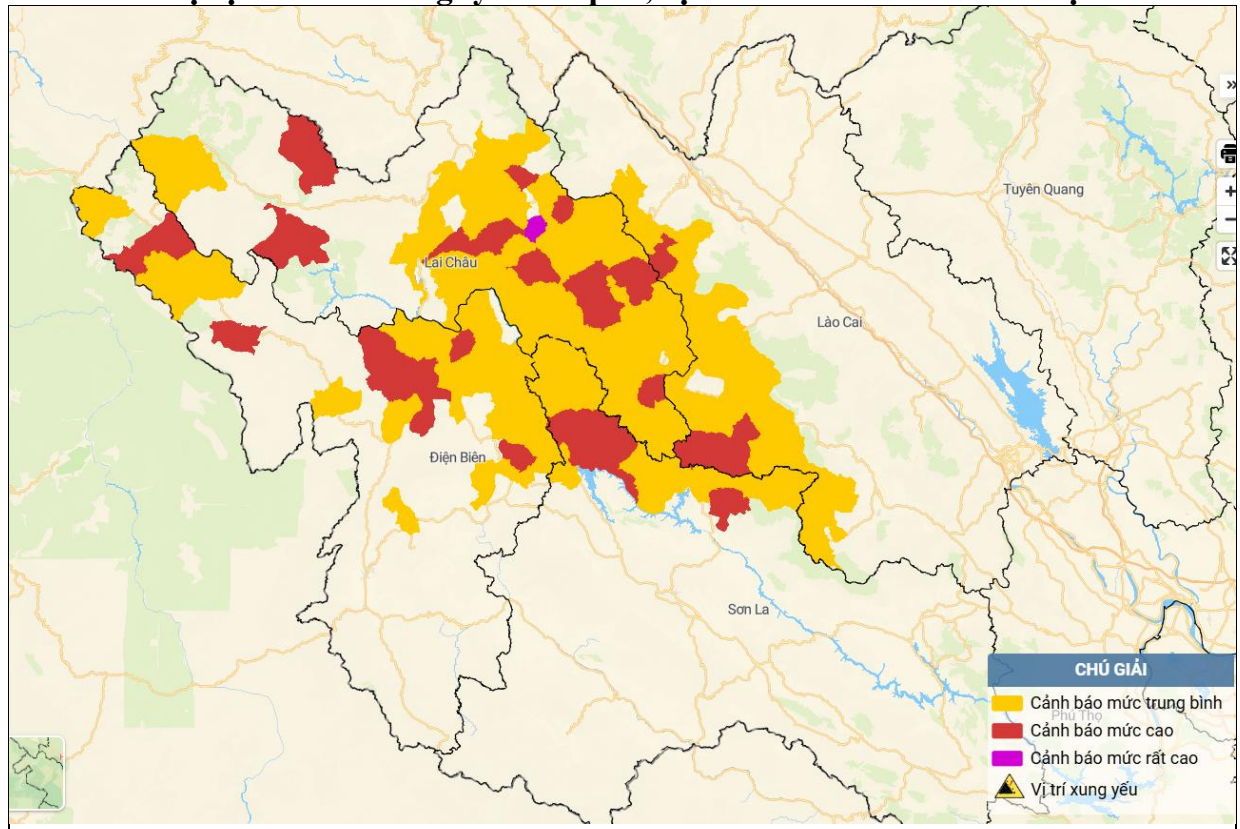 Tuyên Quang
Lai Châu
Lào Cai
Điện Biên
Sơn La
CHÚ GIẢI
Cảnh báo mức trung bình
Phú Thọ
Cảnh báo mức cao
Cảnh báo mức rất cao
Vị trí xung yếu